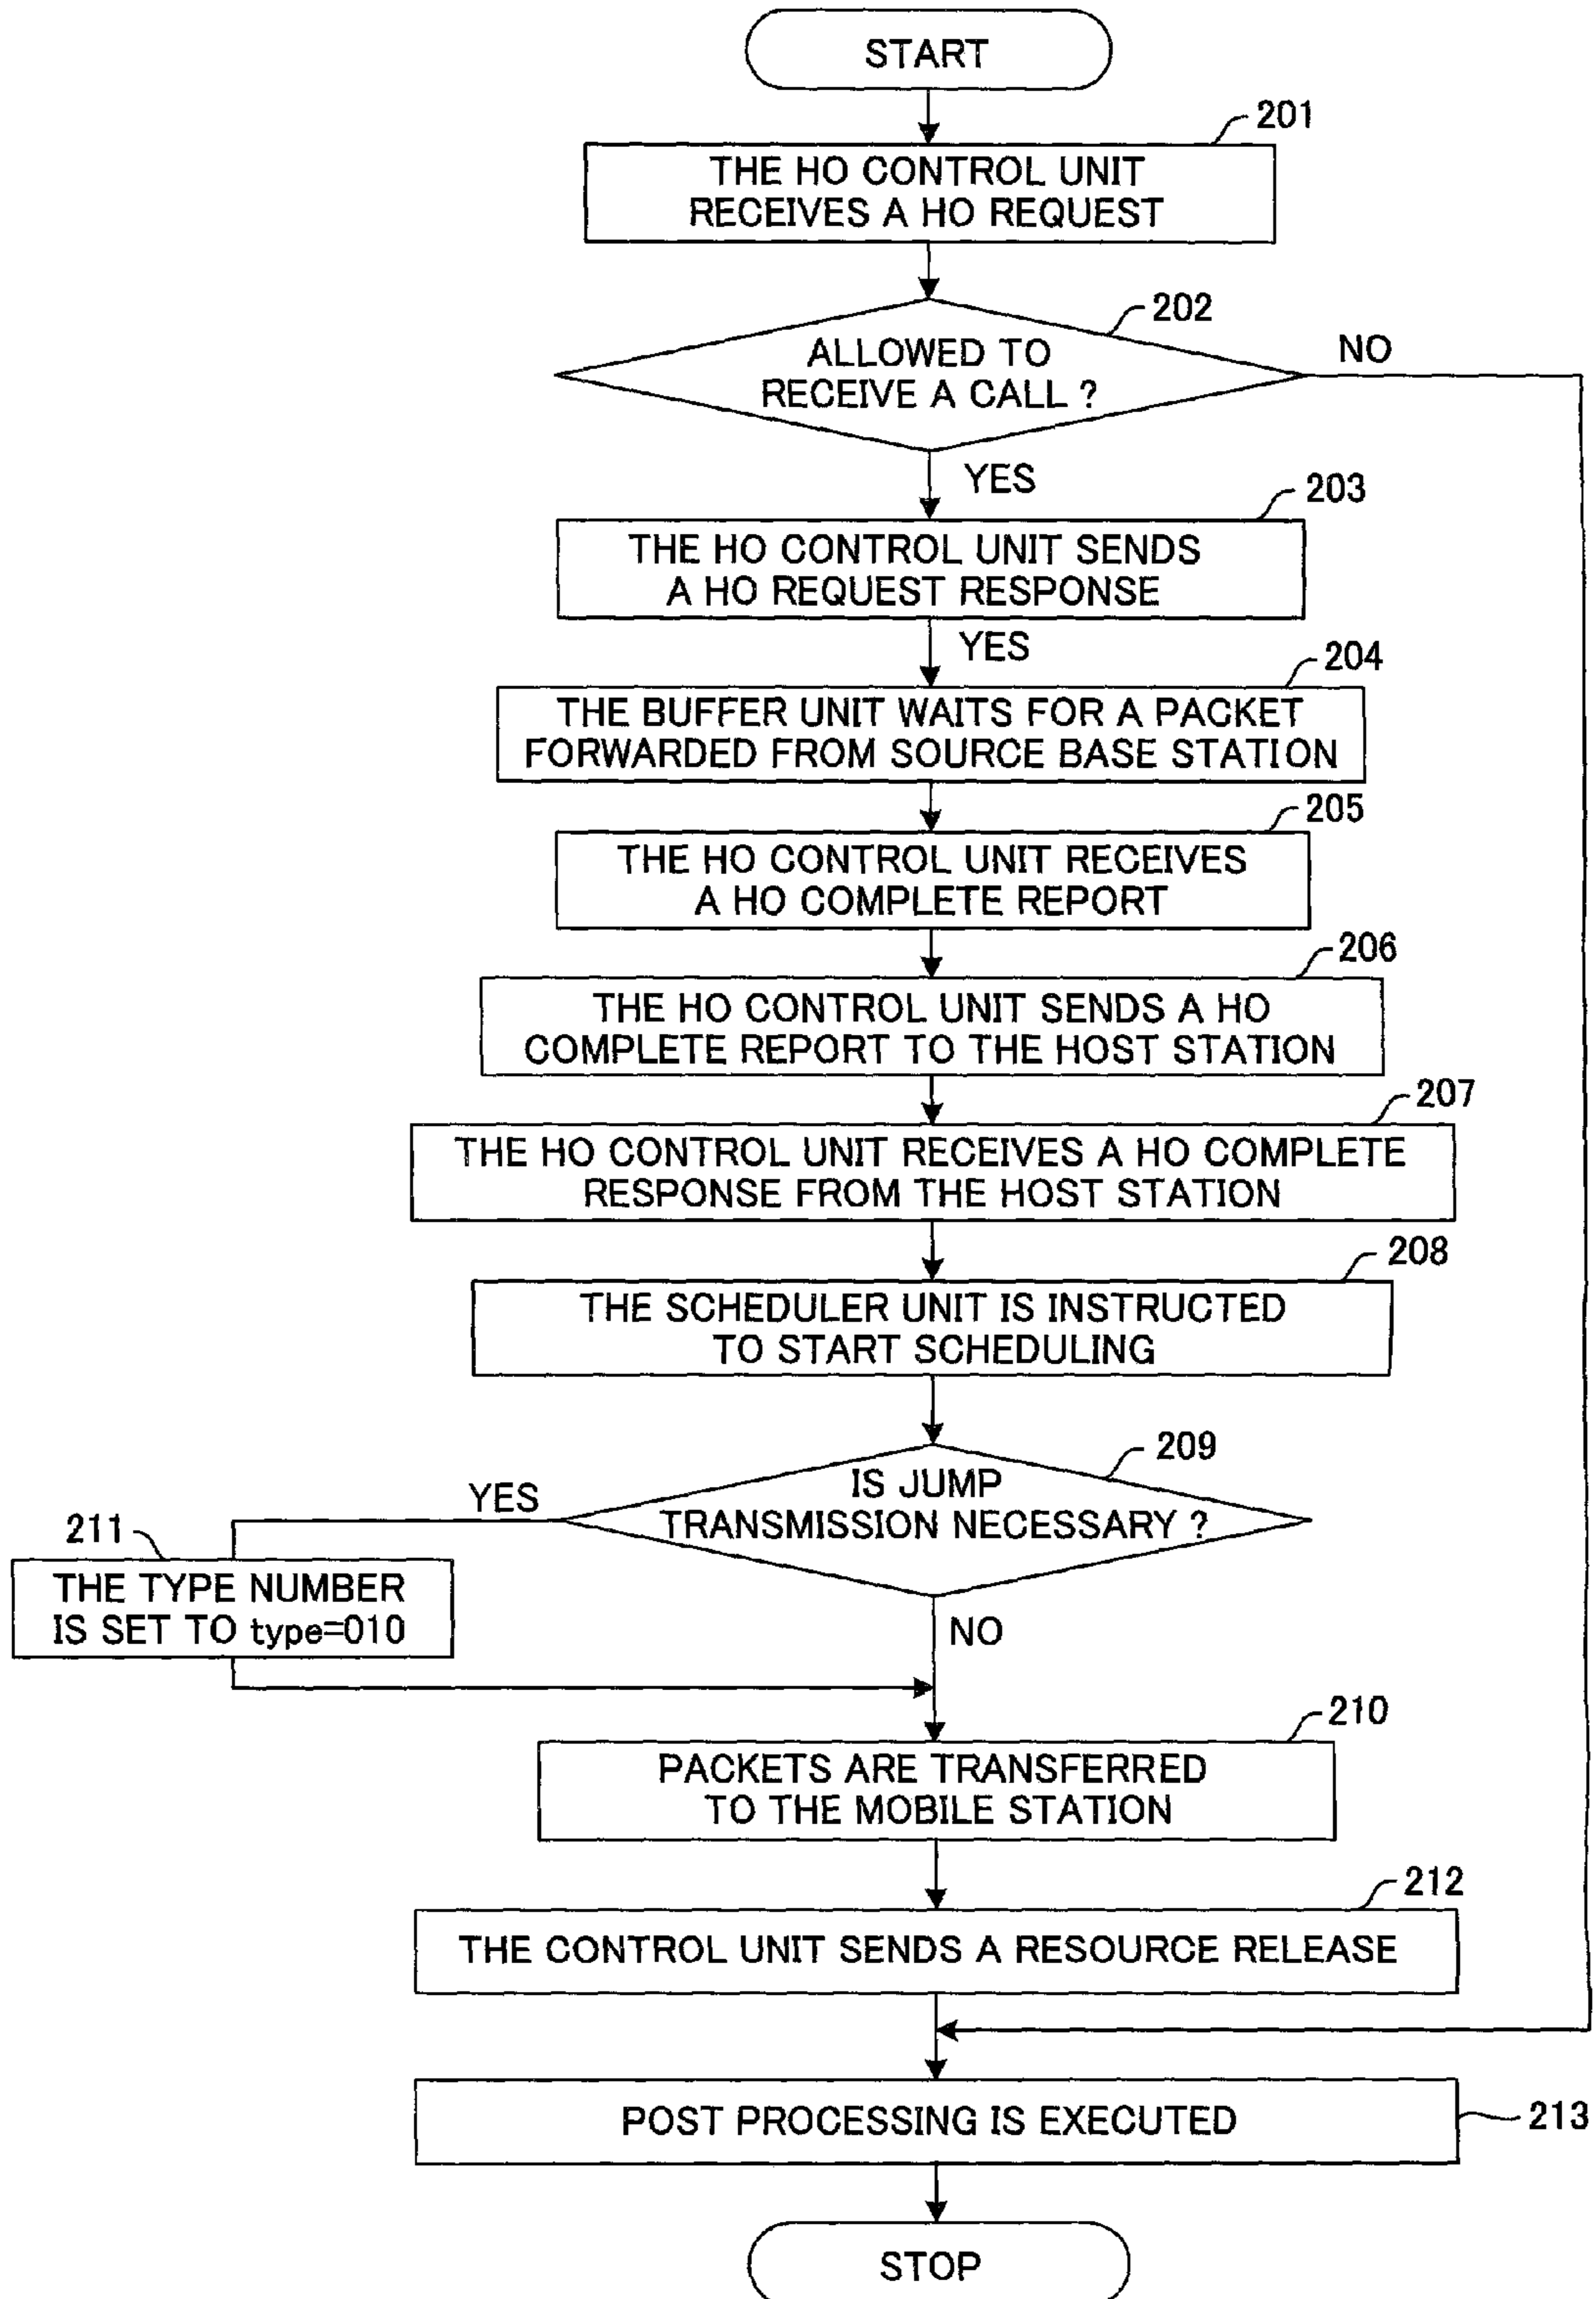 START
201
THE HO CONTROL UNIT
RECEIVES A HO REQUEST
202
ALLOWED TO
RECEIVE A CALL ?
NO
YES
203
THE HO CONTROL UNIT SENDS
A HO REQUEST RESPONSE
YES
204
THE BUFFER UNIT WAITS FOR A PACKET
FORWARDED FROM SOURCE BASE STATION
205
THE HO CONTROL UNIT RECEIVES
A HO COMPLETE REPORT
206
THE HO CONTROL UNIT SENDS A HO
COMPLETE REPORT TO THE HOST STATION
207
THE HO CONTROL UNIT RECEIVES A HO COMPLETE
RESPONSE FROM THE HOST STATION
208
THE SCHEDULER UNIT IS INSTRUCTED
TO START SCHEDULING
209
IS JUMP
TRANSMISSION NECESSARY ?
YES
211
THE TYPE NUMBER
IS SET TO type=010
NO
210
PACKETS ARE TRANSFERRED
TO THE MOBILE STATION
212
THE CONTROL UNIT SENDS A RESOURCE RELEASE
POST PROCESSING IS EXECUTED
213
STOP